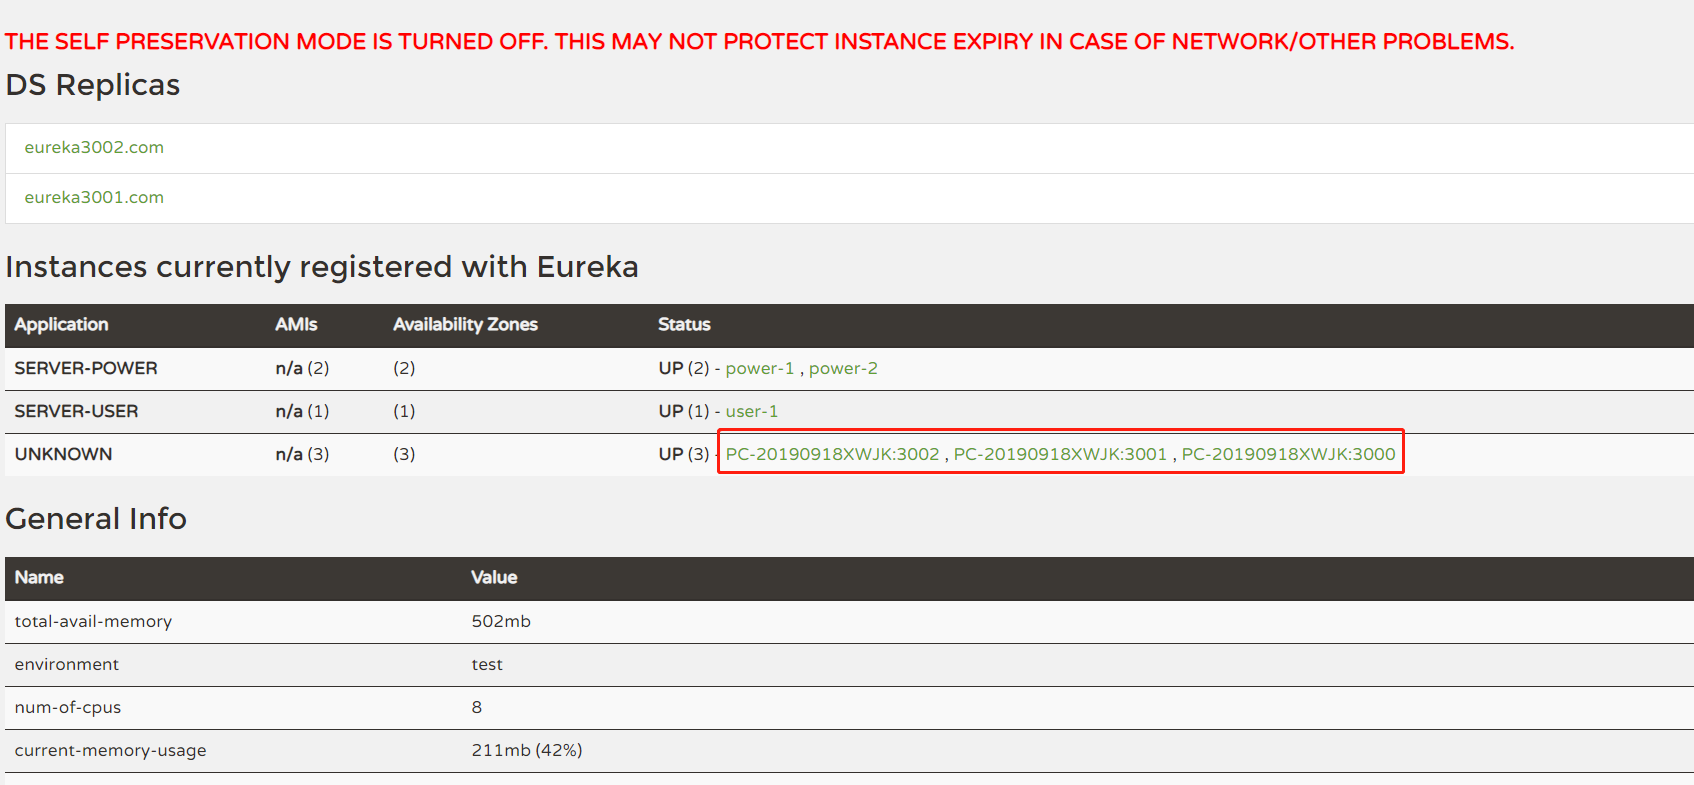 THE SELF PRESERVATION MODE IS TURNED OFF. THIS MAY NOT PROTECT INSTANCE EXPIRY IN CASE OF NETWORK/OTHER PROBLEMS.
DS Replicas
eureka3002.com
eureka3001.com
Instances currently registered with Eureka
Application AMIs Availability Zones Status
SERVER-POWER n/a (2) (2) UP (2) - power-1 , power-2
SERVER-USER n/a (1) (1) UP (1) - user-1
UNKNOWN n/a (3) (3) UP (3) - PC-20190918XWJK:3002 , PC-20190918XWJK:3001 , PC-20190918XWJK:3000
General Info
Name Value
total-avail-memory 502mb
environment test
num-of-cpus 8
current-memory-usage 211mb (42%)